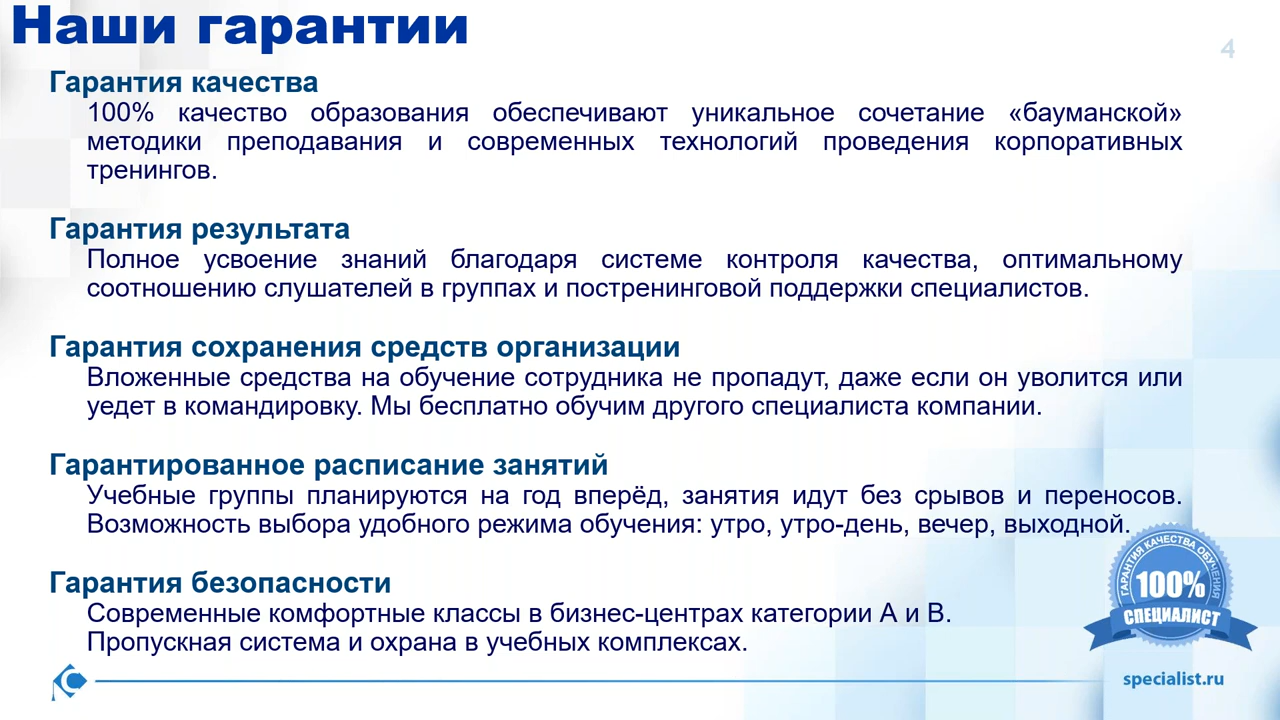 Наши гарантии
4
Гарантия качества
100% качество образования обеспечивают уникальное сочетание «бауманской»
методики преподавания и современных технологий проведения корпоративных
тренингов.
Гарантия результата
Полное усвоение знаний благодаря системе контроля качества, оптимальному
соотношению слушателей в группах и постренинговой поддержки специалистов.
Гарантия сохранения средств организации
Вложенные средства на обучение сотрудника не пропадут, даже если он уволится или
уедет в командировку. Мы бесплатно обучим другого специалиста компании.
Гарантированное расписание занятий
Учебные группы планируются на год вперёд, занятия идут без срывов и переносов.
Возможность выбора удобного режима обучения: утро, утро-день, вечер, выходной.
Гарантия безопасности
Современные комфортные классы в бизнес-центрах категории А и В.
Пропускная система и охрана в учебных комплексах.
ГАРАНТИЯ КАЧЕСТВА ОБУЧЕНИЯ
100%
СПЕЦИАЛИСТ
specialist.ru